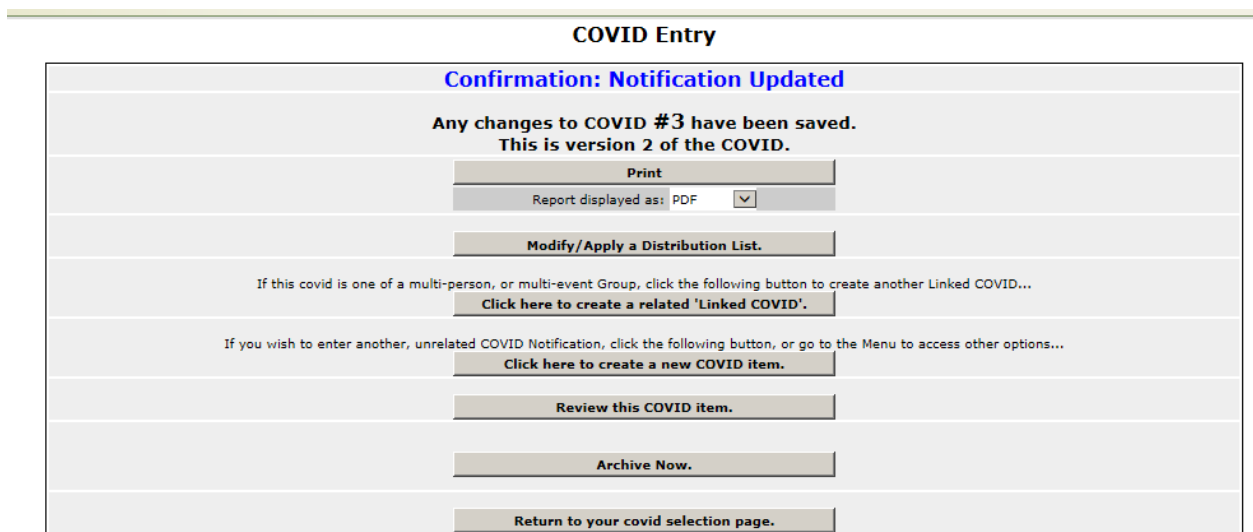 COVID Entry
Confirmation: Notification Updated
Any changes to COVID #3 have been saved.
This is version 2 of the COVID.
Print
Report displayed as: PDF
Modify/Apply a Distribution List.
If this covid is one of a multi-person, or multi-event Group, click the following button to create another Linked COVID...
Click here to create a related 'Linked COVID'.
If you wish to enter another, unrelated COVID Notification, click the following button, or go to the Menu to access other options...
Click here to create a new COVID item.
Review this COVID item.
Archive Now.
Return to your covid selection page.